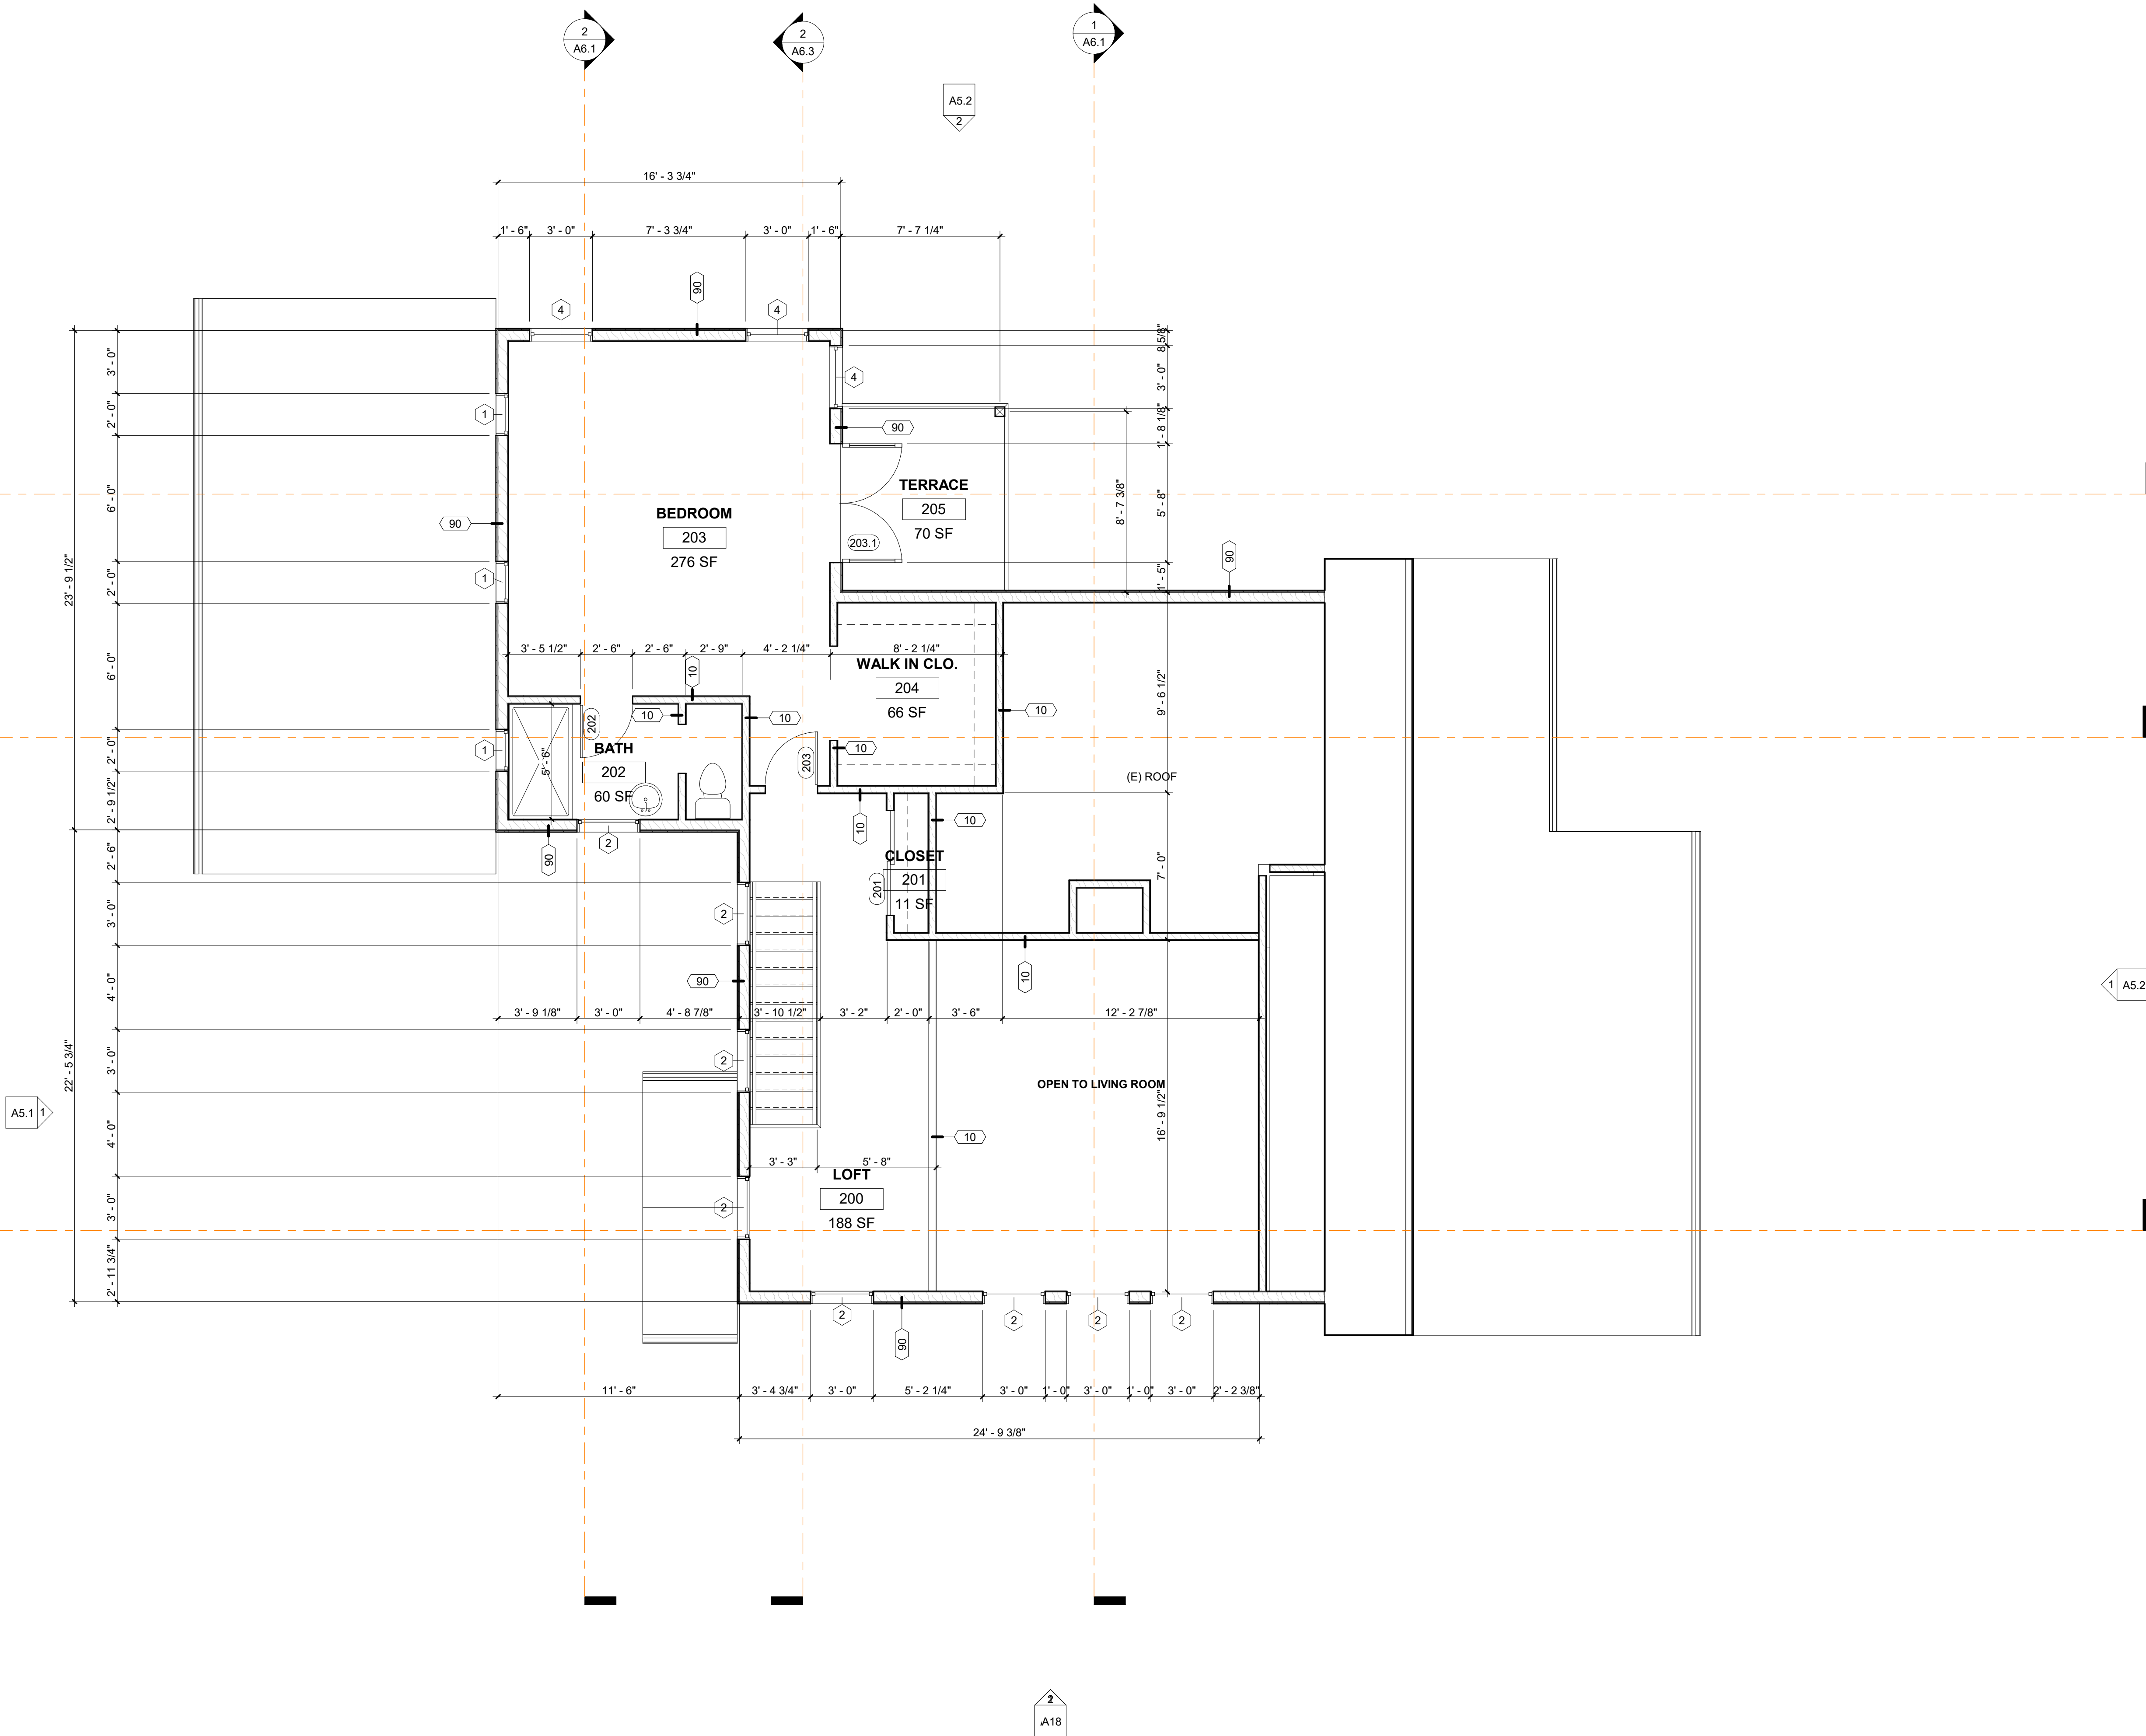 2
A6.1
2
A6.3
1
A6.1
A5.2
2
16' - 3 3/4"
1' - 6"
3' - 0"
7' - 3 3/4"
3' - 0"
1' - 6"
7' - 7 1/4"
90
4
4
4
8 5/8"
3' - 0"
1' - 8 1/8"
5' - 8"
1' - 5"
8' - 7 3/8"
3' - 0"
2' - 0"
6' - 0"
2' - 0"
6' - 0"
2' - 0"
2' - 9 1/2"
23' - 9 1/2"
1
90
1
1
90
TERRACE
205
70 SF
203.1
BEDROOM
203
276 SF
90
3' - 5 1/2"
2' - 6"
2' - 6"
2' - 9"
4' - 2 1/4"
8' - 2 1/4"
WALK IN CLO.
204
66 SF
10
10
10
10
10
202
BATH
202
60 SF
5' - 6"
203
9' - 6 1/2"
(E) ROOF
2
90
10
10
CLOSET
201
11 SF
201
7' - 0"
10
2' - 6"
3' - 0"
4' - 0"
3' - 0"
4' - 0"
3' - 0"
2' - 11 3/4"
22' - 5 3/4"
2
90
2
2
3' - 9 1/8"
3' - 0"
4' - 8 7/8"
3' - 10 1/2"
3' - 2"
2' - 0"
3' - 6"
12' - 2 7/8"
1
A5.2
A5.1
1
OPEN TO LIVING ROOM
16' - 9 1/2"
10
3' - 3"
5' - 8"
LOFT
200
188 SF
2
90
2
2
2
11' - 6"
3' - 4 3/4"
3' - 0"
5' - 2 1/4"
3' - 0"
1' - 0"
3' - 0"
1' - 0"
3' - 0"
2' - 2 3/8"
24' - 9 3/8"